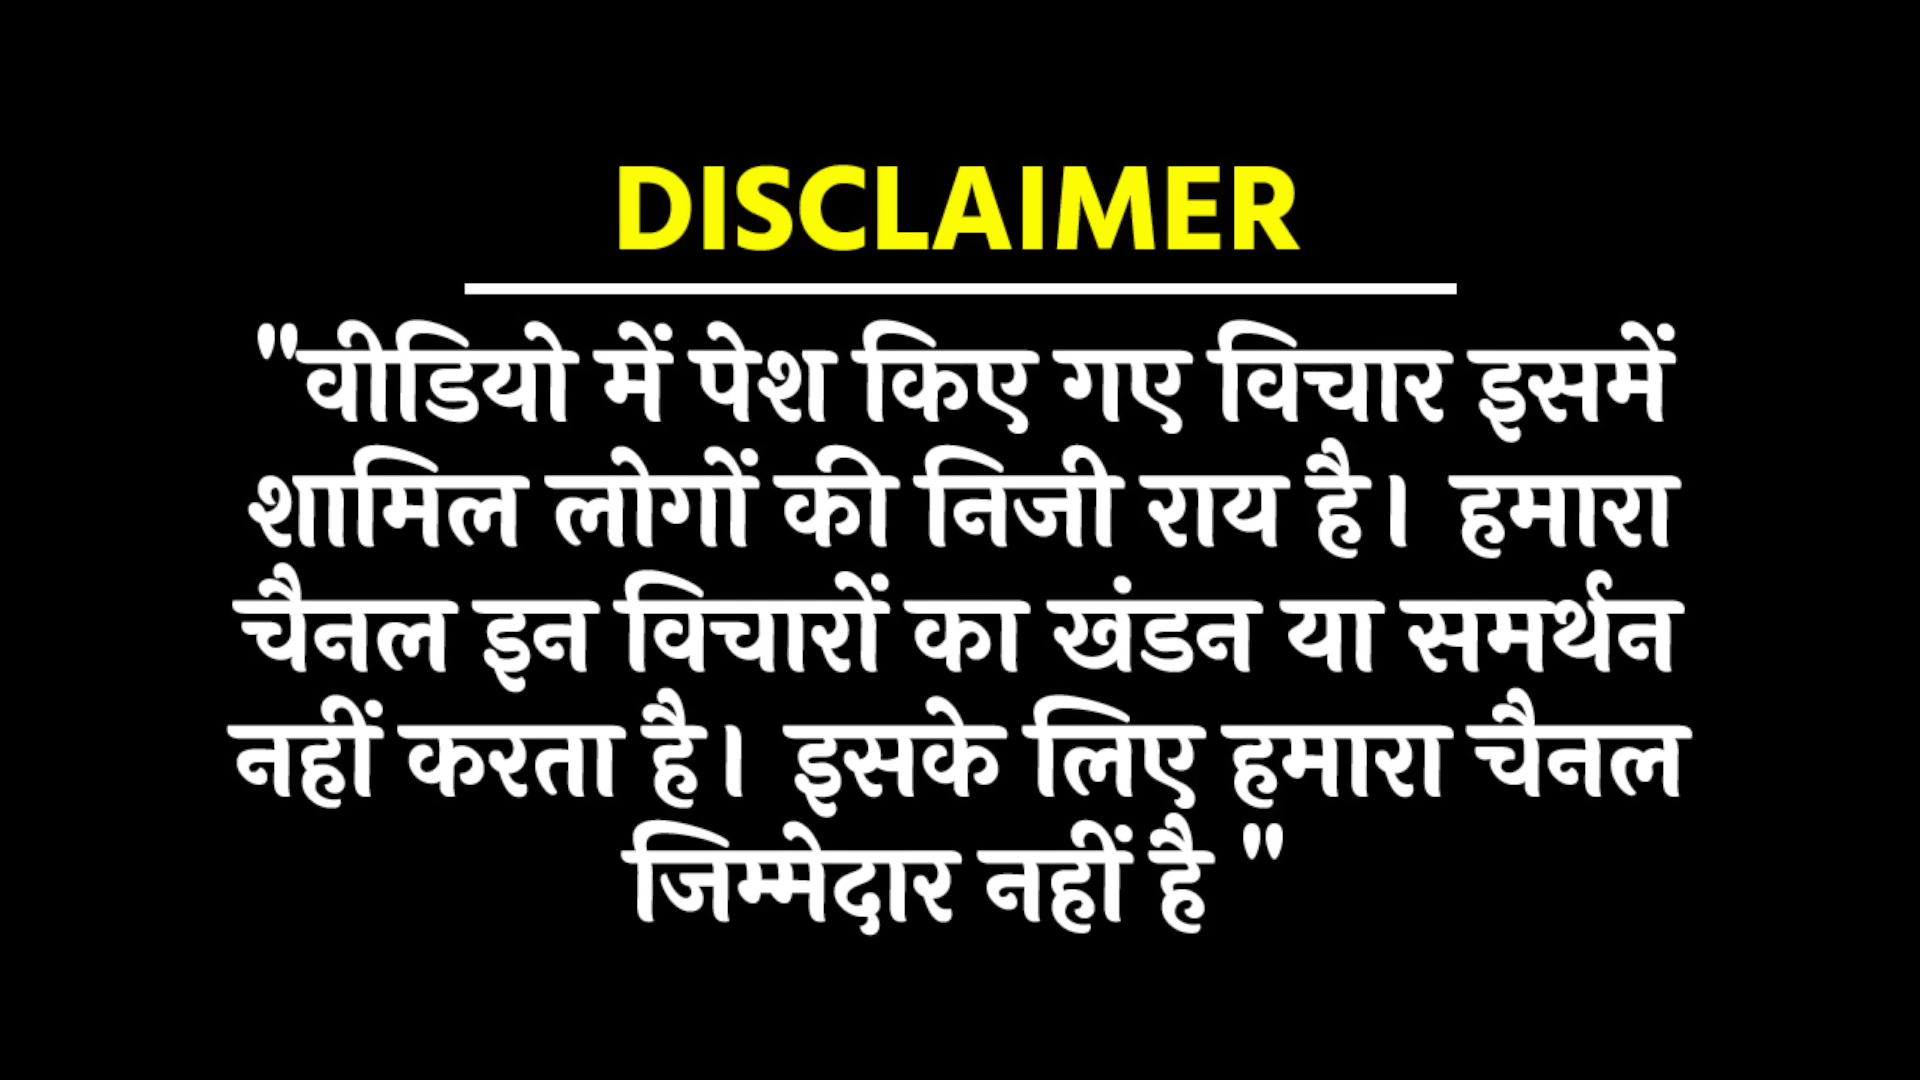 DISCLAIMER
"वीडियो में पेश किए गए विचार इसमें
शामिल लोगों की निजी राय है। हमारा
चैनल इन विचारों का खंडन या समर्थन
नहीं करता है। इसके लिए हमारा चैनल
जिम्मेदार नहीं है "